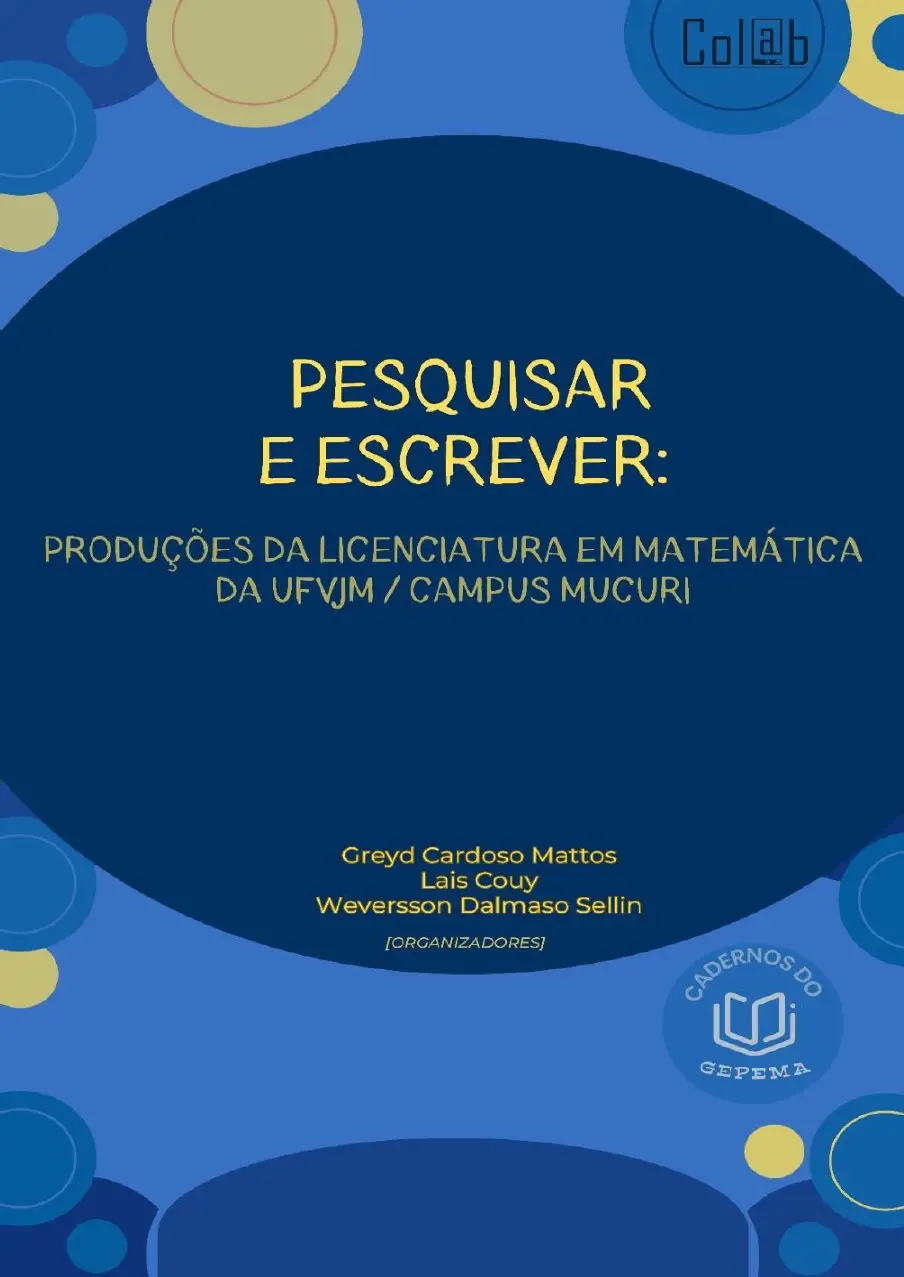 Col@b
PESQUISAR
E ESCREVER:
PRODUÇÕES DA LICENCIATURA EM MATEMÁTICA
DA UFVJM / CAMPUS MUCURI
Greyd Cardoso Mattos
Lais Couy
Weversson Dalmaso Sellin
[ORGANIZADORES]
CADERNOS DO
GEPEMA